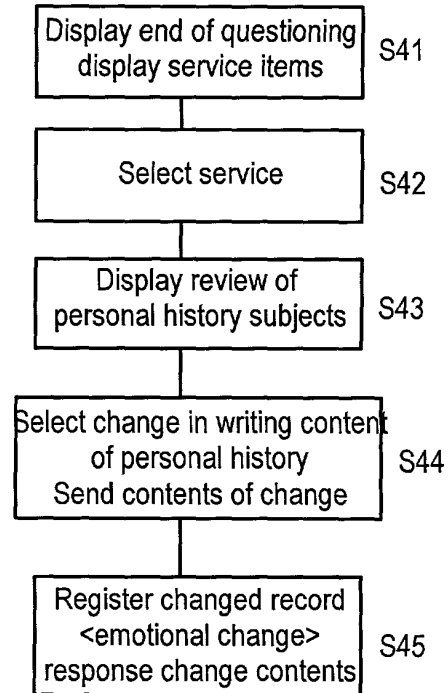 Display end of questioning
display service items
S41
Select service
S42
Display review of
personal history subjects
S43
Select change in writing content
of personal history
Send contents of change
S44
Register changed record
<emotional change>
response change contents
S45